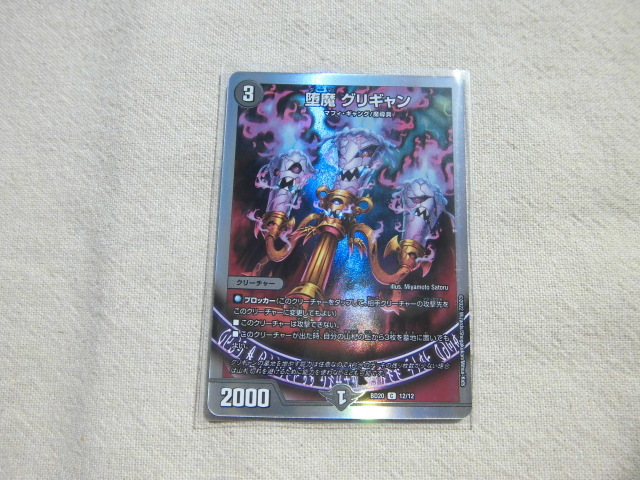 3
堕魔 グリギャン
マフィ・ギャング/魔導具
クリーチャー
illus. Miyamoto Satoru
ブロッカー(このクリーチャーをタップして、相手クリーチャーの攻撃先を
このクリーチャーに変更してもよい)
■このクリーチャーは攻撃できない。
■このクリーチャーが出た時、自分の山札の上から3枚を墓地に置いても
よい。
2000
1
BD20 C 12/12